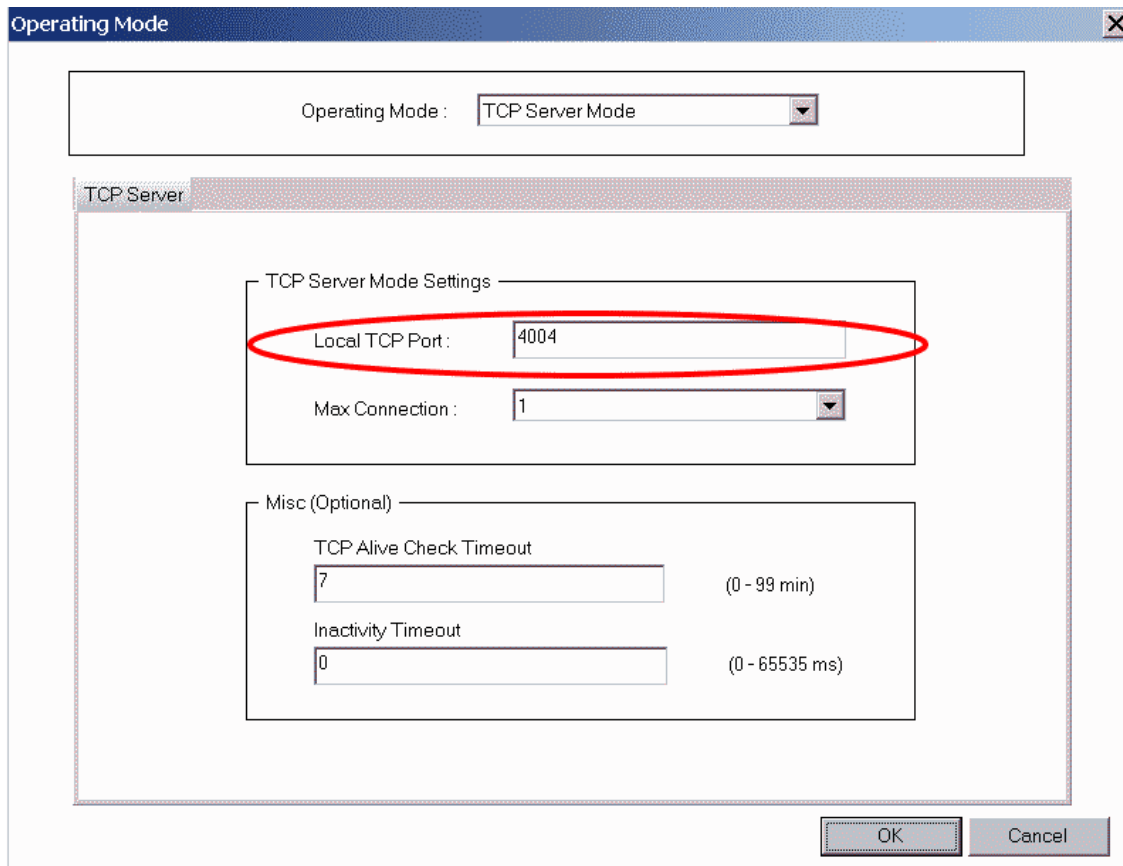 Operating Mode
Operating Mode : TCP Server Mode
TCP Server
TCP Server Mode Settings
Local TCP Port : 4004
Max Connection : 1
Misc (Optional)
TCP Alive Check Timeout
7 (0 - 99 min)
Inactivity Timeout
0 (0 - 65535 ms)
OK Cancel